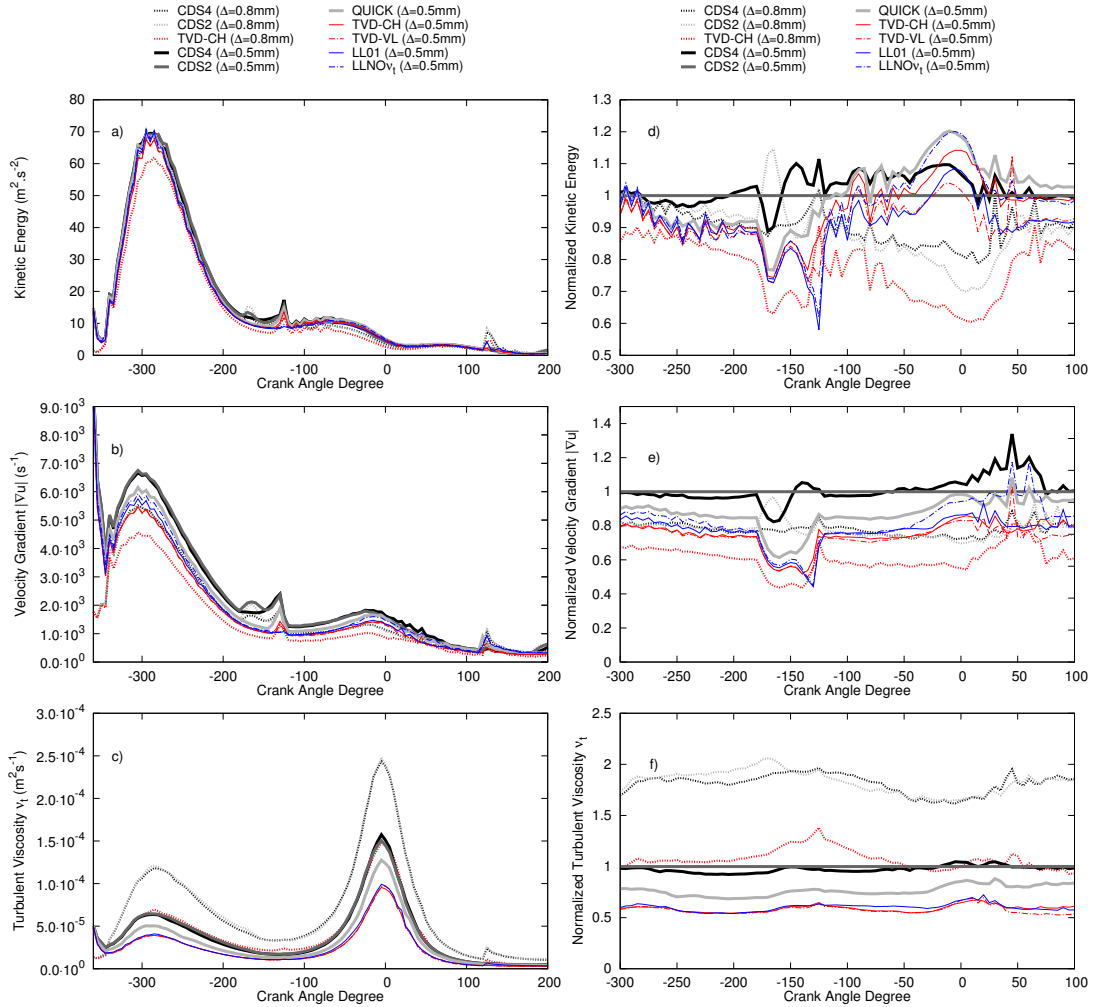 CDS4 (Δ=0.8mm)
CDS2 (Δ=0.8mm)
TVD-CH (Δ=0.8mm)
CDS4 (Δ=0.5mm)
CDS2 (Δ=0.5mm)
QUICK (Δ=0.5mm)
TVD-CH (Δ=0.5mm)
TVD-VL (Δ=0.5mm)
LL01 (Δ=0.5mm)
LLNOνt (Δ=0.5mm)
CDS4 (Δ=0.8mm)
CDS2 (Δ=0.8mm)
TVD-CH (Δ=0.8mm)
CDS4 (Δ=0.5mm)
CDS2 (Δ=0.5mm)
QUICK (Δ=0.5mm)
TVD-CH (Δ=0.5mm)
TVD-VL (Δ=0.5mm)
LL01 (Δ=0.5mm)
LLNOνt (Δ=0.5mm)
a)
Kinetic Energy (m².s⁻²)
80
70
60
50
40
30
20
10
0
-300 -200 -100 0 100 200
Crank Angle Degree
d)
Normalized Kinetic Energy
1.3
1.2
1.1
1
0.9
0.8
0.7
0.6
0.5
-300 -250 -200 -150 -100 -50 0 50 100
Crank Angle Degree
b)
Velocity Gradient |∇u| (s⁻¹)
9.0·10³
8.0·10³
7.0·10³
6.0·10³
5.0·10³
4.0·10³
3.0·10³
2.0·10³
1.0·10³
0.0·10⁰
-300 -200 -100 0 100 200
Crank Angle Degree
e)
Normalized Velocity Gradient |∇u|
1.4
1.2
1
0.8
0.6
0.4
0.2
0
-300 -250 -200 -150 -100 -50 0 50 100
Crank Angle Degree
c)
Turbulent Viscosity νt (m²s⁻¹)
3.0·10⁻⁴
2.5·10⁻⁴
2.0·10⁻⁴
1.5·10⁻⁴
1.0·10⁻⁴
5.0·10⁻⁵
0.0·10⁰
-300 -200 -100 0 100 200
Crank Angle Degree
f)
Normalized Turbulent Viscosity νt
2.5
2
1.5
1
0.5
0
-300 -250 -200 -150 -100 -50 0 50 100
Crank Angle Degree